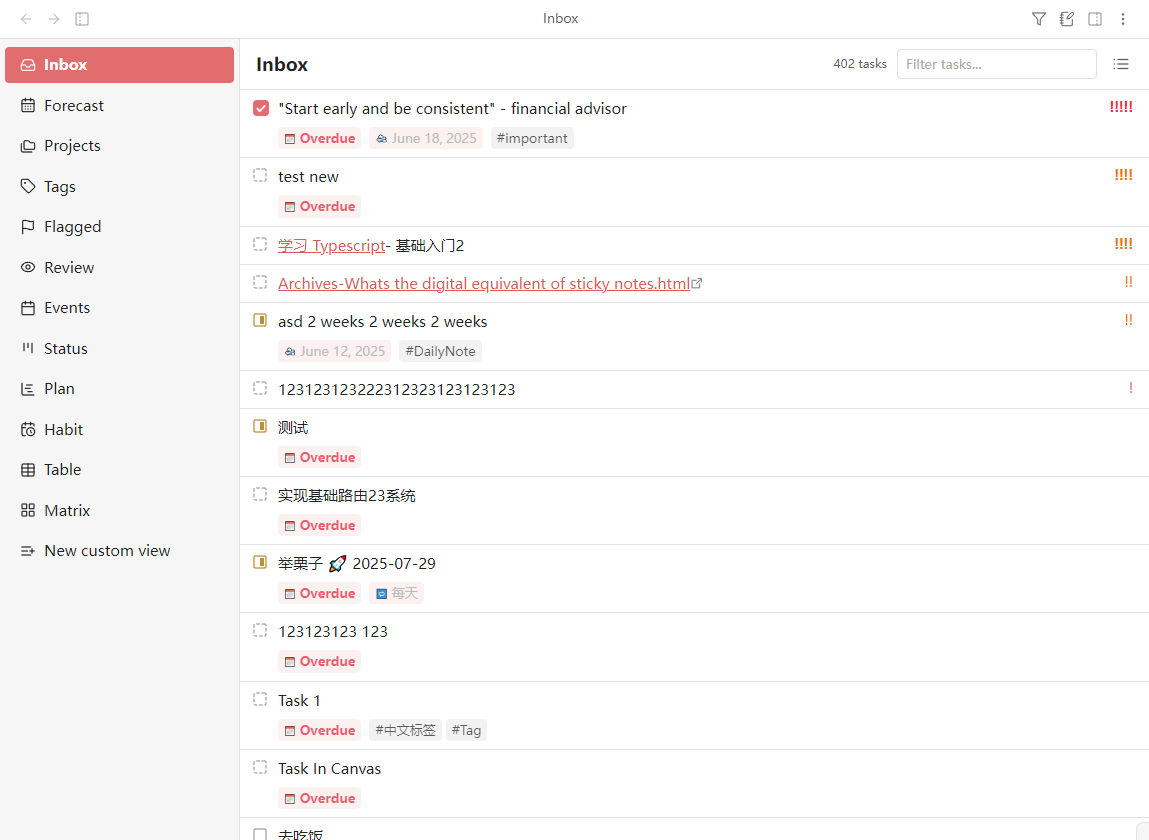 Inbox
Inbox
Forecast
Projects
Tags
Flagged
Review
Events
Status
Plan
Habit
Table
Matrix
New custom view
Inbox
402 tasks
Filter tasks...
"Start early and be consistent" - financial advisor
!!!!!
Overdue
June 18, 2025
#important
test new
!!!!
Overdue
学习 Typescript- 基础入门2
!!!!
Archives-Whats the digital equivalent of sticky notes.html
!!
asd 2 weeks 2 weeks 2 weeks
!!
June 12, 2025
#DailyNote
1231231232222312323123123123
!
测试
Overdue
实现基础路由23系统
Overdue
举栗子 🚀 2025-07-29
Overdue
每天
123123123 123
Overdue
Task 1
Overdue
#中文标签
#Tag
Task In Canvas
Overdue
去吃饭